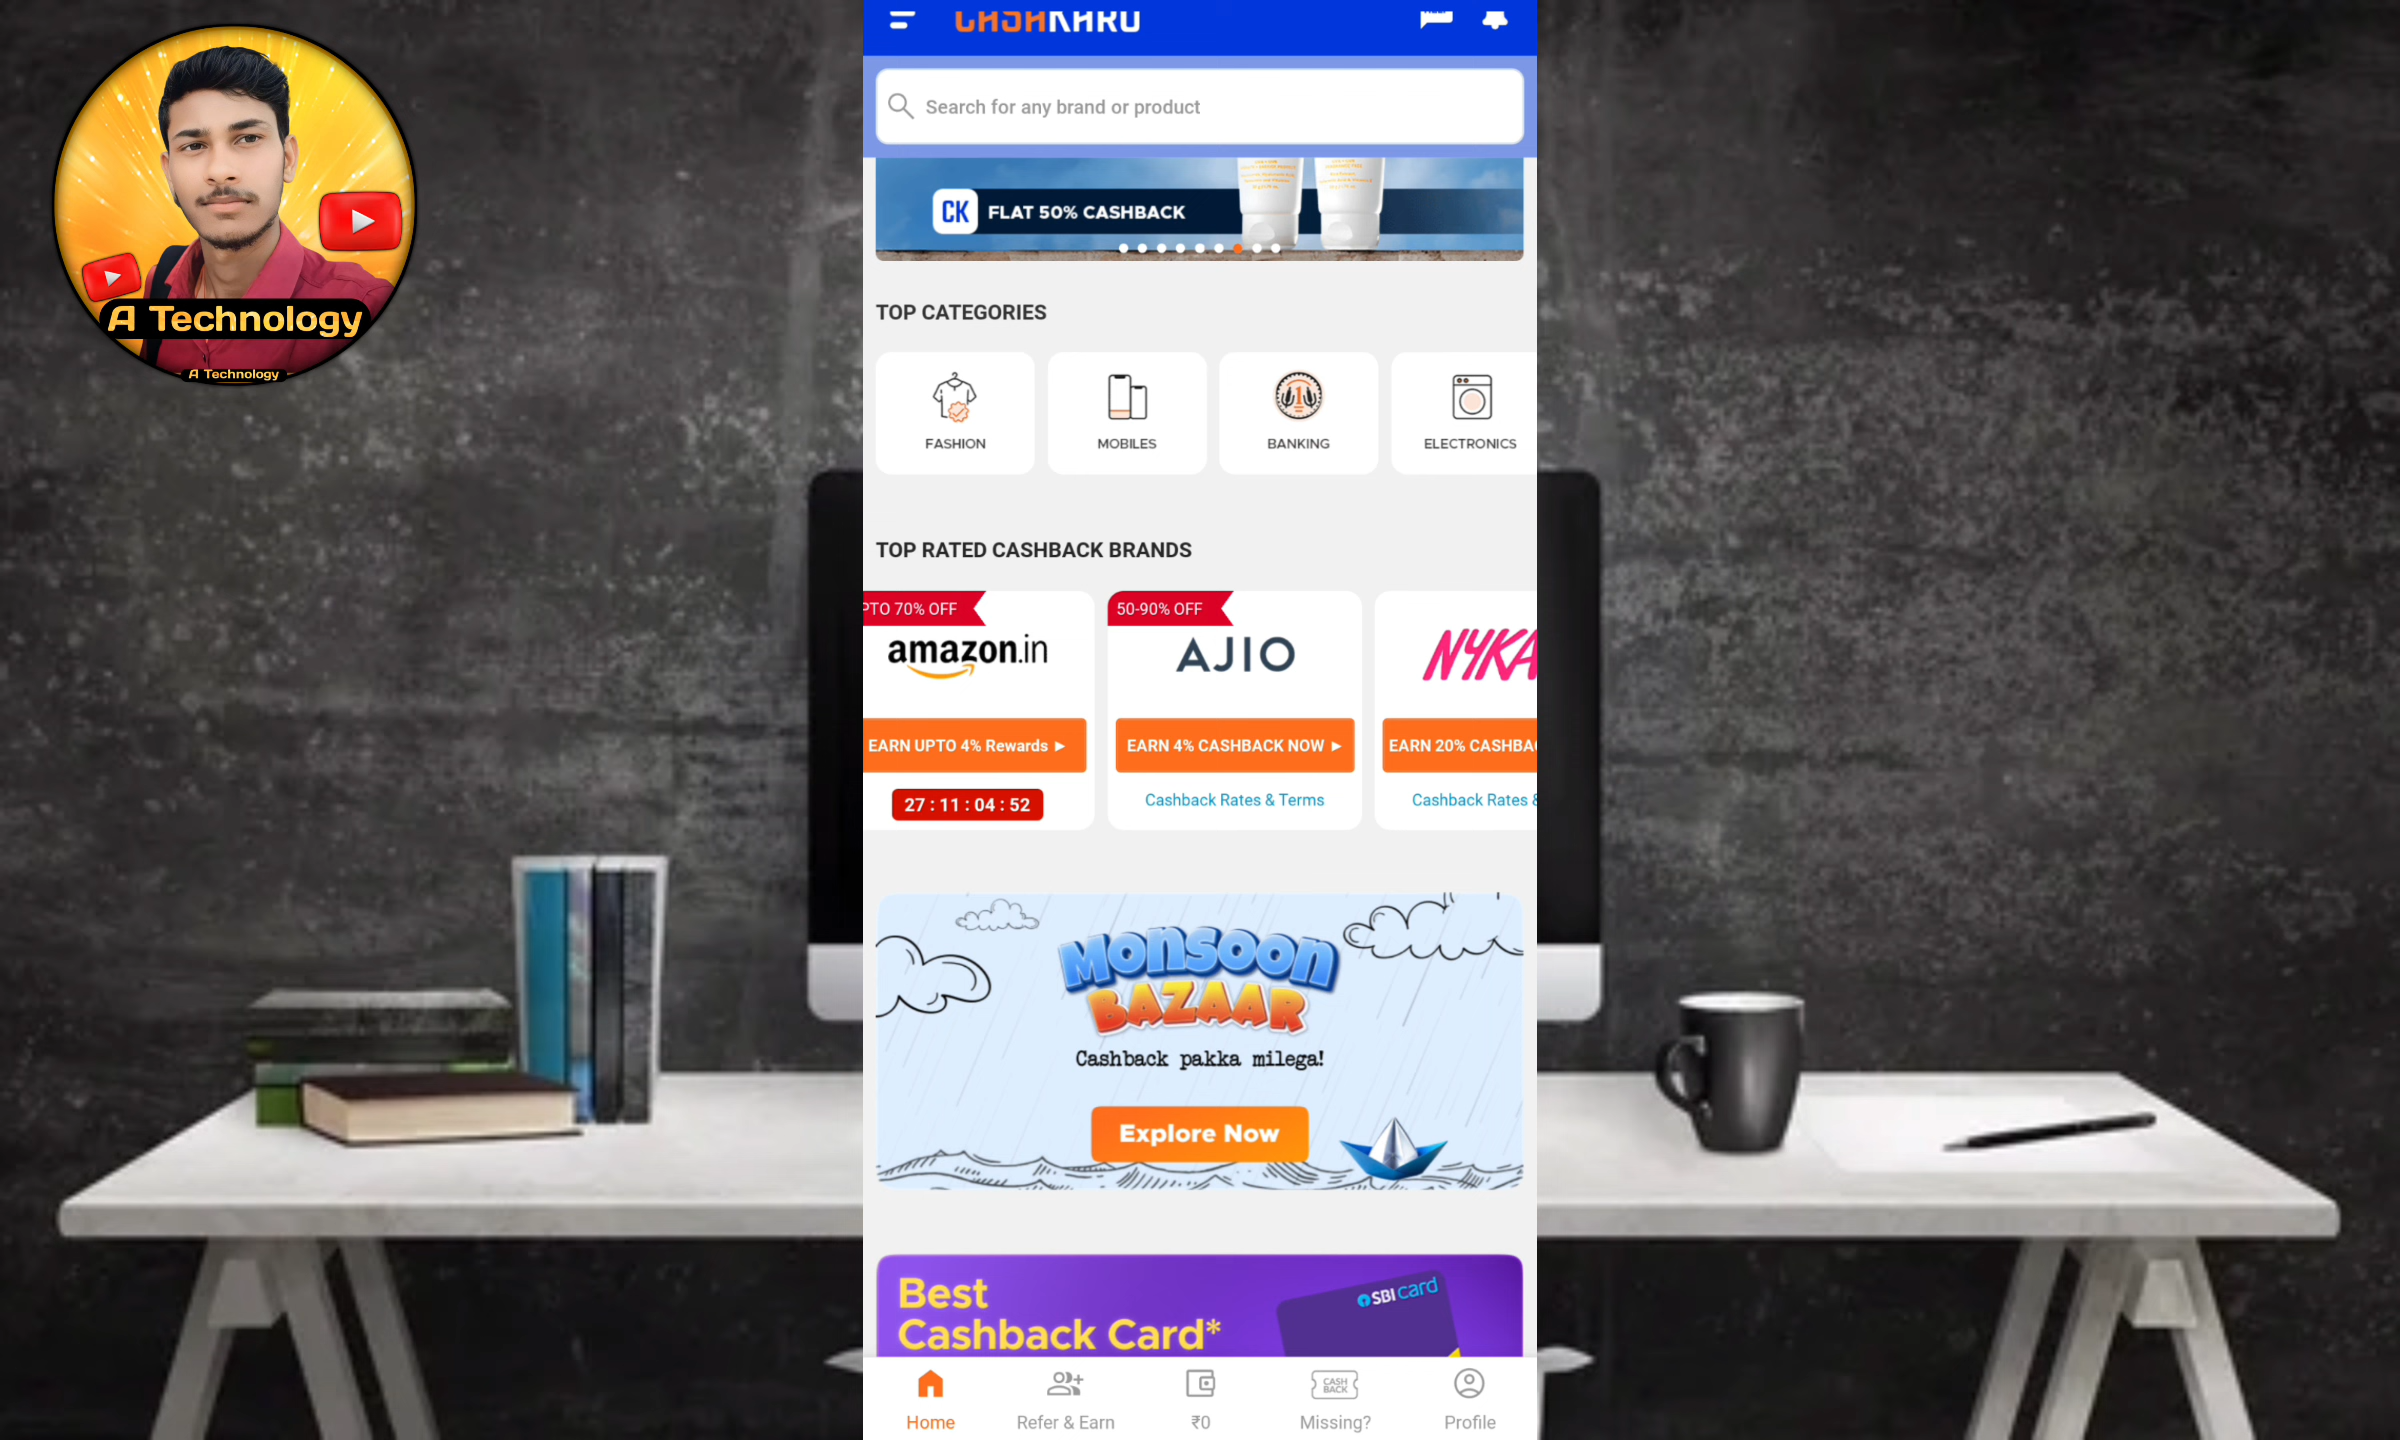 A Technology
A Technology
CASHKARO
Search for any brand or product
CK FLAT 50% CASHBACK
TOP CATEGORIES
FASHION
MOBILES
BANKING
ELECTRONICS
TOP RATED CASHBACK BRANDS
PTO 70% OFF
amazon.in
EARN UPTO 4% Rewards ►
27 : 11 : 04 : 52
50-90% OFF
AJIO
EARN 4% CASHBACK NOW ►
Cashback Rates & Terms
NYKA
EARN 20% CASHBA
Cashback Rates &
MONSOON
BAZAAR
Cashback pakka milega!
Explore Now
Best
Cashback Card*
SBI card
Home
Refer & Earn
₹0
CASH
BACK
Missing?
Profile